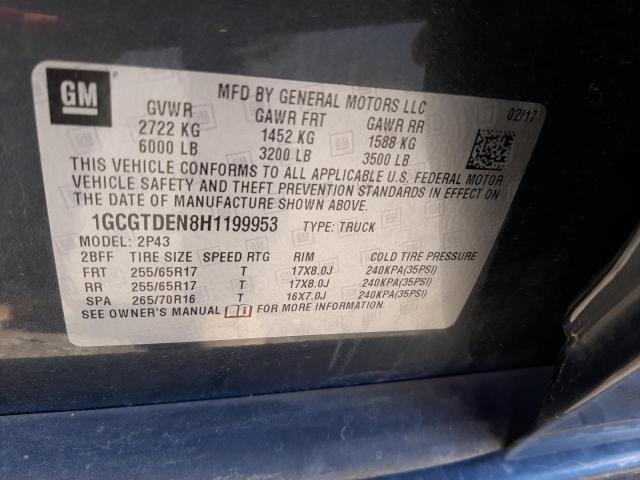 GM
MFD BY GENERAL MOTORS LLC
02/17
GVWR GAWR FRT GAWR RR
2722 KG 1452 KG 1588 KG
6000 LB 3200 LB 3500 LB
THIS VEHICLE CONFORMS TO ALL APPLICABLE U.S. FEDERAL MOTOR
VEHICLE SAFETY AND THEFT PREVENTION STANDARDS IN EFFECT ON
THE DATE OF MANUFACTURE SHOWN ABOVE.
1GCGTDEN8H1199953 TYPE: TRUCK
MODEL: 2P43
2BFF TIRE SIZE SPEED RTG RIM COLD TIRE PRESSURE
FRT 255/65R17 T 17X8.0J 240KPA(35PSI)
RR 255/65R17 T 17X8.0J 240KPA(35PSI)
SPA 265/70R16 T 16X7.0J 240KPA(35PSI)
SEE OWNER'S MANUAL FOR MORE INFORMATION.